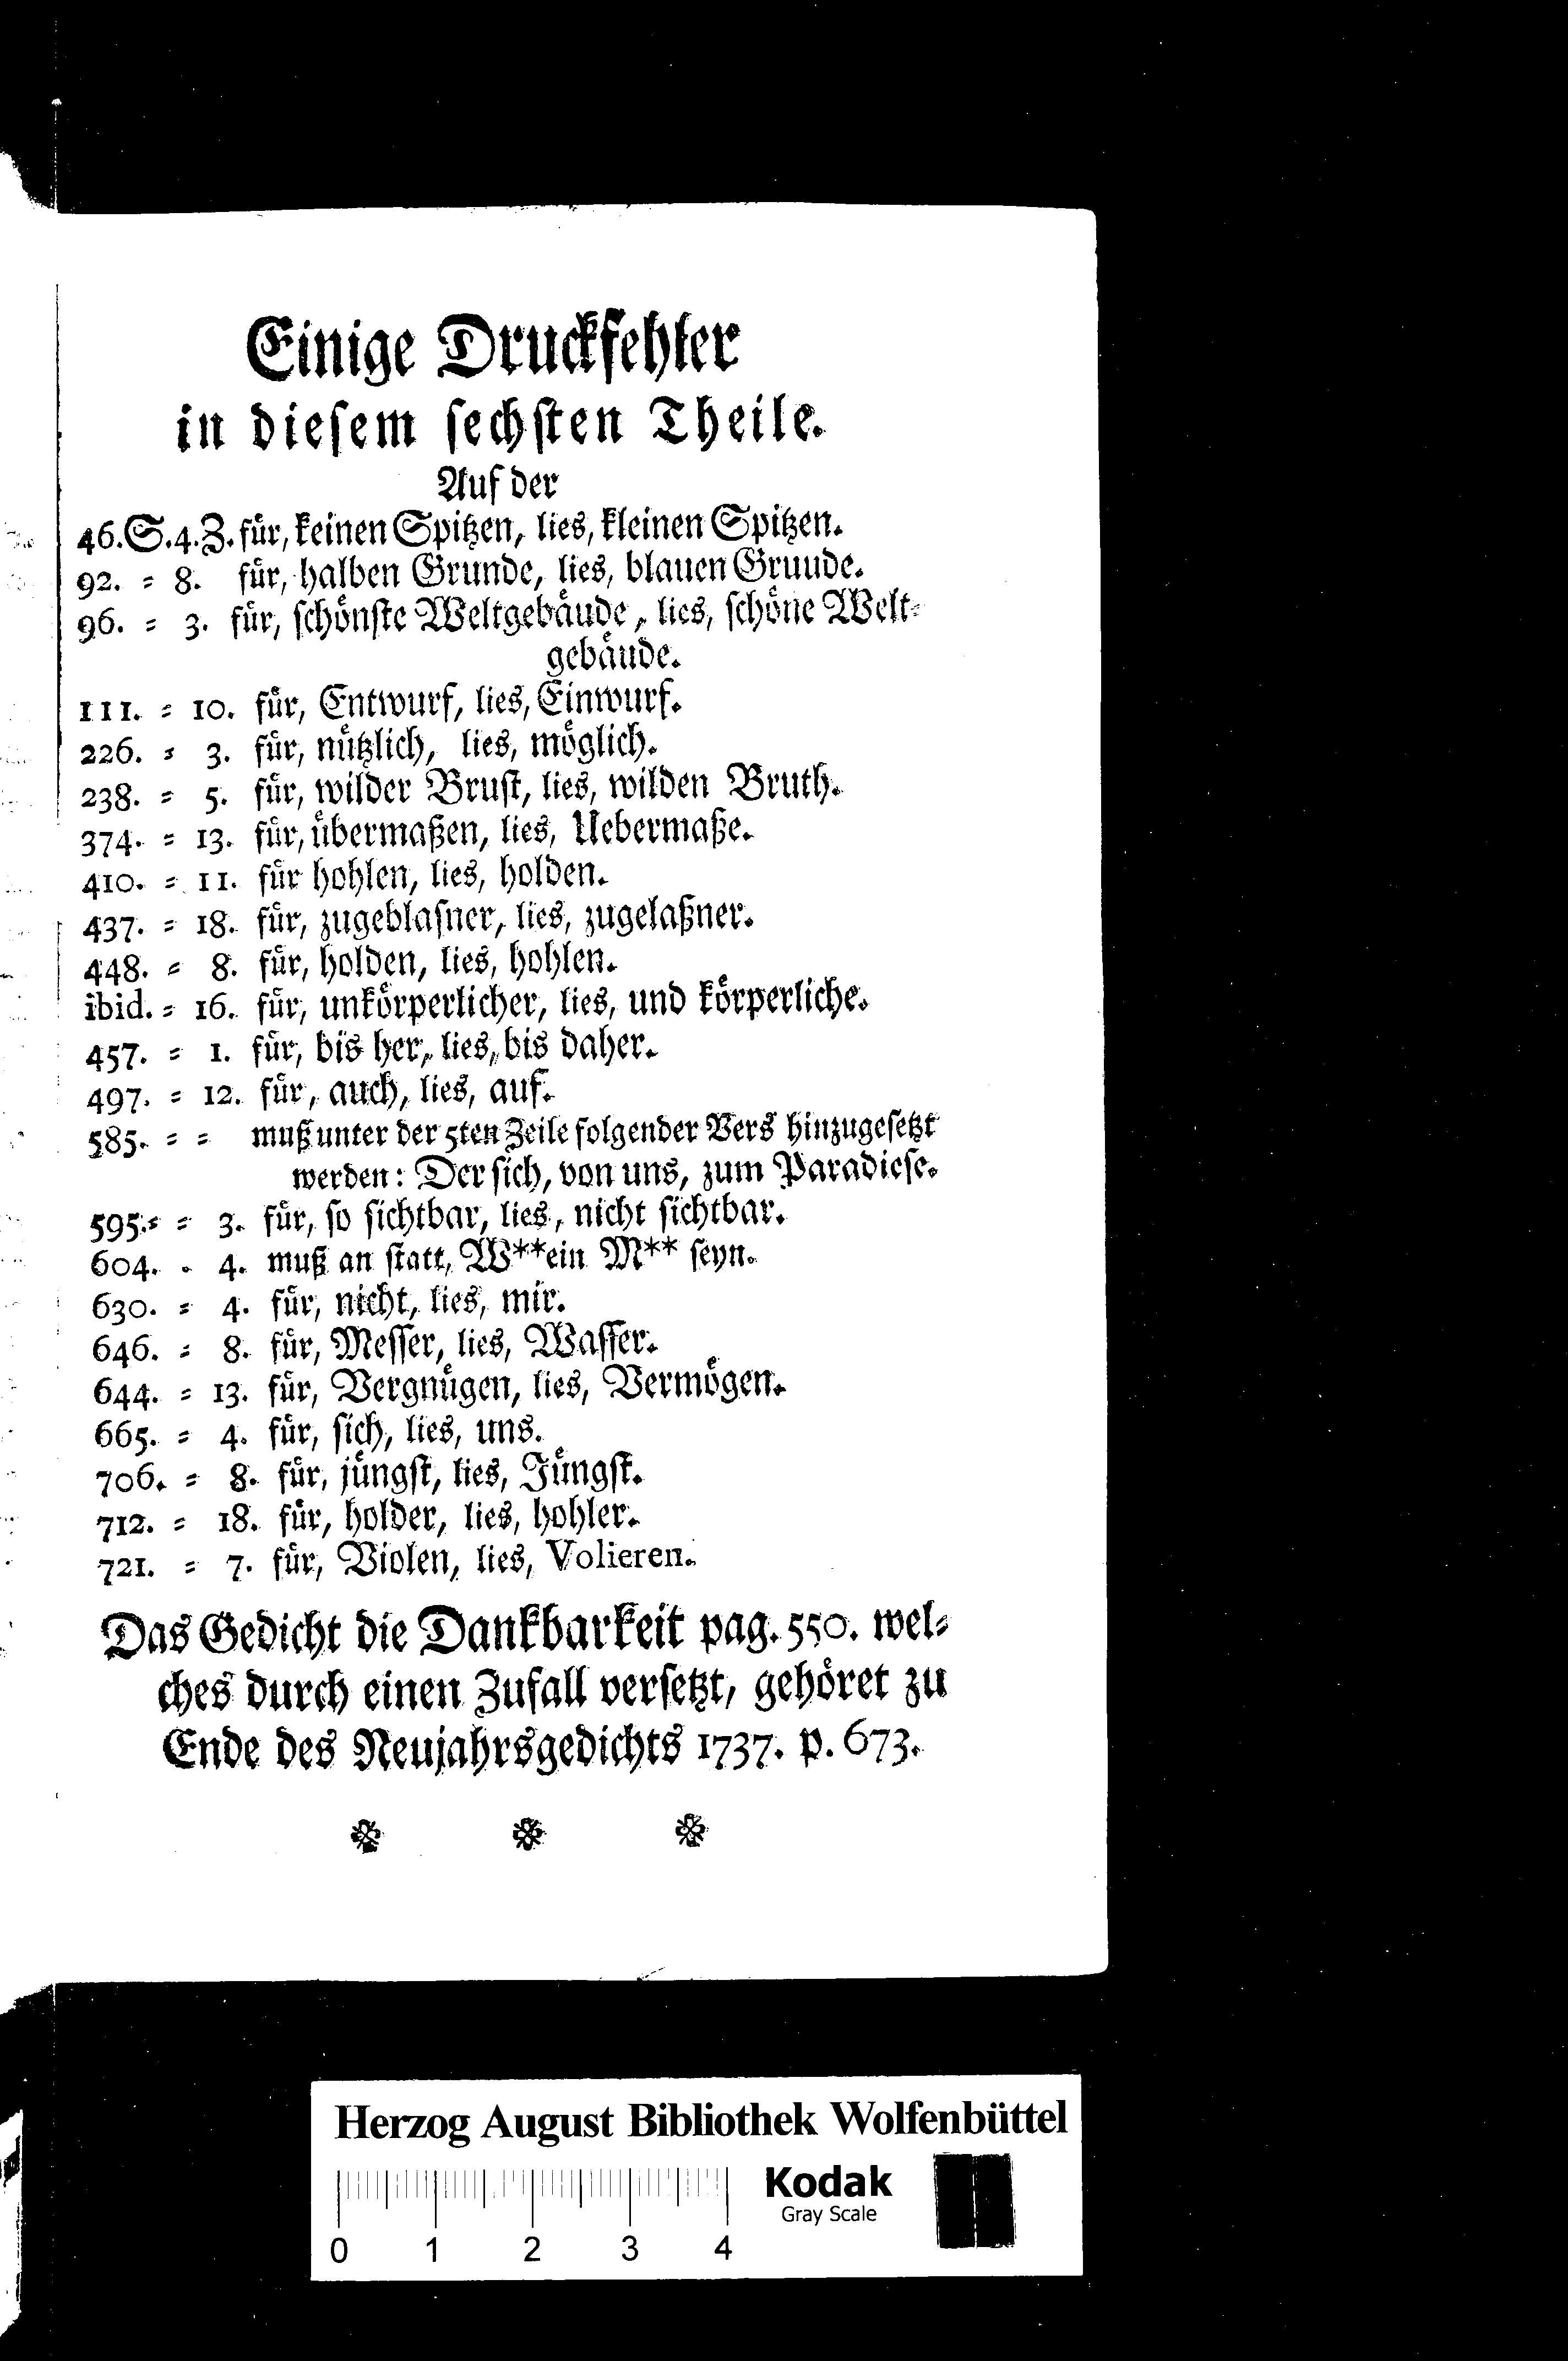 Einige Druckfehler
in diesem sechsten Theile.
Auf der
46. S. 4. Z. für, keinen Spitzen, lies, kleinen Spitzen.
92. = 8. für, halben Grunde, lies, blauen Gruude.
96. = 3. für, schönste Weltgebäude, lies, schöne Welt=
gebäude.
111. = 10. für, Entwurf, lies, Einwurf.
226. = 3. für, nützlich, lies, möglich.
238. = 5. für, wilder Brust, lies, wilden Bruth.
374. = 13. für, übermaßen, lies, Uebermaße.
410. = 11. für hohlen, lies, holden.
437. = 18. für, zugeblasner, lies, zugelaßner.
448. = 8. für, holden, lies, hohlen.
ibid. = 16. für, unkörperlicher, lies, und körperliche.
457. = 1. für, bis her, lies, bis daher.
497. = 12. für, auch, lies, auf.
585. = = muß unter der 5ten Zeile folgender Vers hinzugesetzt
werden: Der sich, von uns, zum Paradiese.
595. = = 3. für, so sichtbar, lies, nicht sichtbar.
604. . 4. muß an statt, W**ein M** seyn.
630. = 4. für, nicht, lies, mir.
646. = 8. für, Messer, lies, Wasser.
644. = 13. für, Vergnügen, lies, Vermögen.
665. = 4. für, sich, lies, uns.
706. = 8. für, jüngst, lies, Jüngst.
712. = 18. für, holder, lies, hohler.
721. = 7. für, Violen, lies, Volieren.
Das Gedicht die Dankbarkeit pag. 550. wel=
ches durch einen Zufall versetzt, gehöret zu
Ende des Neujahrsgedichts 1737. p. 673.
Herzog August Bibliothek Wolfenbüttel
Kodak
Gray Scale
0 1 2 3 4